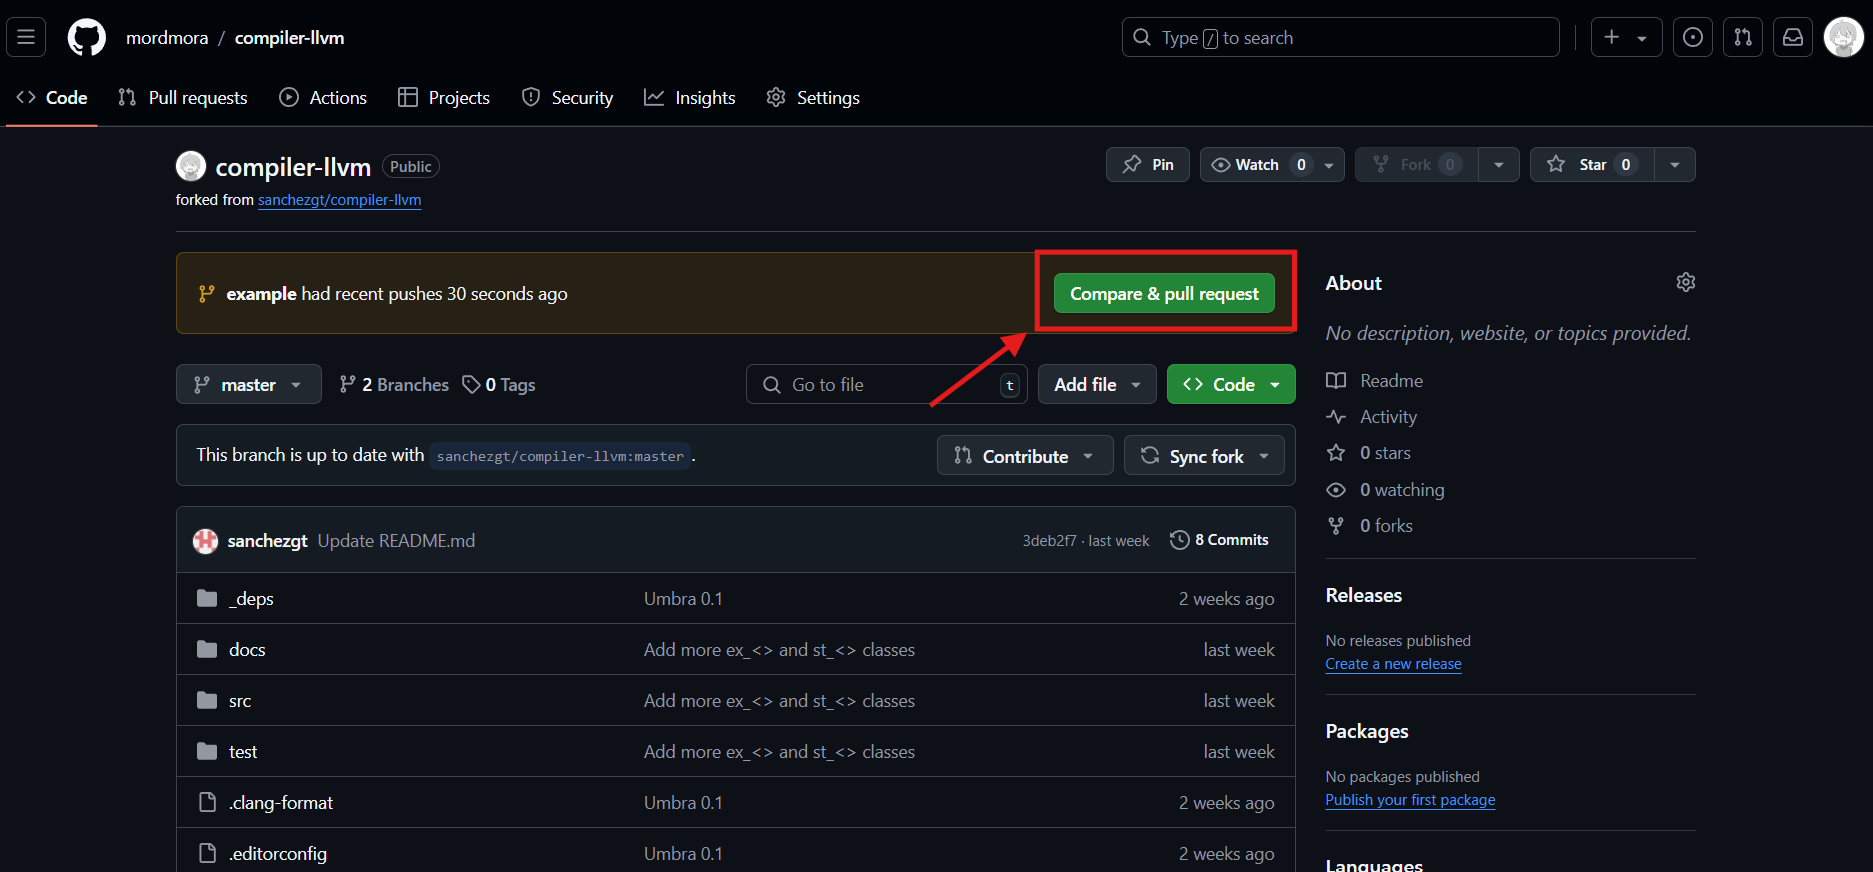 mordmora / compiler-llvm
Type / to search
Code Pull requests Actions Projects Security Insights Settings
compiler-llvm Public
Pin Watch 0 Fork 0 Star 0
forked from sanchezgt/compiler-llvm
example had recent pushes 30 seconds ago
Compare & pull request
master 2 Branches 0 Tags
Go to file t
Add file
Code
This branch is up to date with sanchezgt/compiler-llvm:master .
Contribute
Sync fork
sanchezgt Update README.md 3deb2f7 · last week 8 Commits
_deps Umbra 0.1 2 weeks ago
docs Add more ex_<> and st_<> classes last week
src Add more ex_<> and st_<> classes last week
test Add more ex_<> and st_<> classes last week
.clang-format Umbra 0.1 2 weeks ago
.editorconfig Umbra 0.1 2 weeks ago
About
No description, website, or topics provided.
Readme
Activity
0 stars
0 watching
0 forks
Releases
No releases published
Create a new release
Packages
No packages published
Publish your first package
Languages